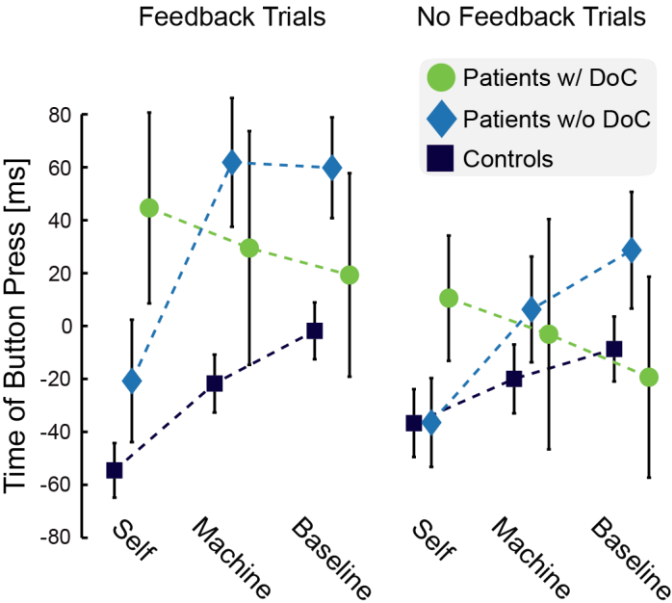 Feedback Trials
No Feedback Trials
Patients w/ DoC
Patients w/o DoC
Controls
Time of Button Press [ms]
80
60
40
20
0
-20
-40
-60
-80
Self
Machine
Baseline
Self
Machine
Baseline